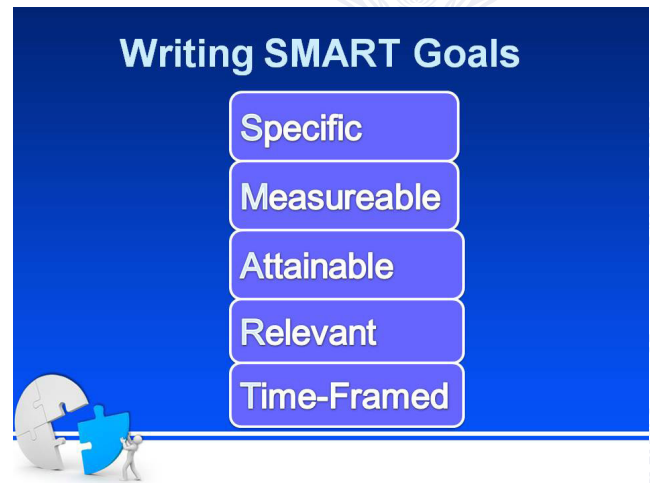 Writing SMART Goals
Specific
Measureable
Attainable
Relevant
Time-Framed